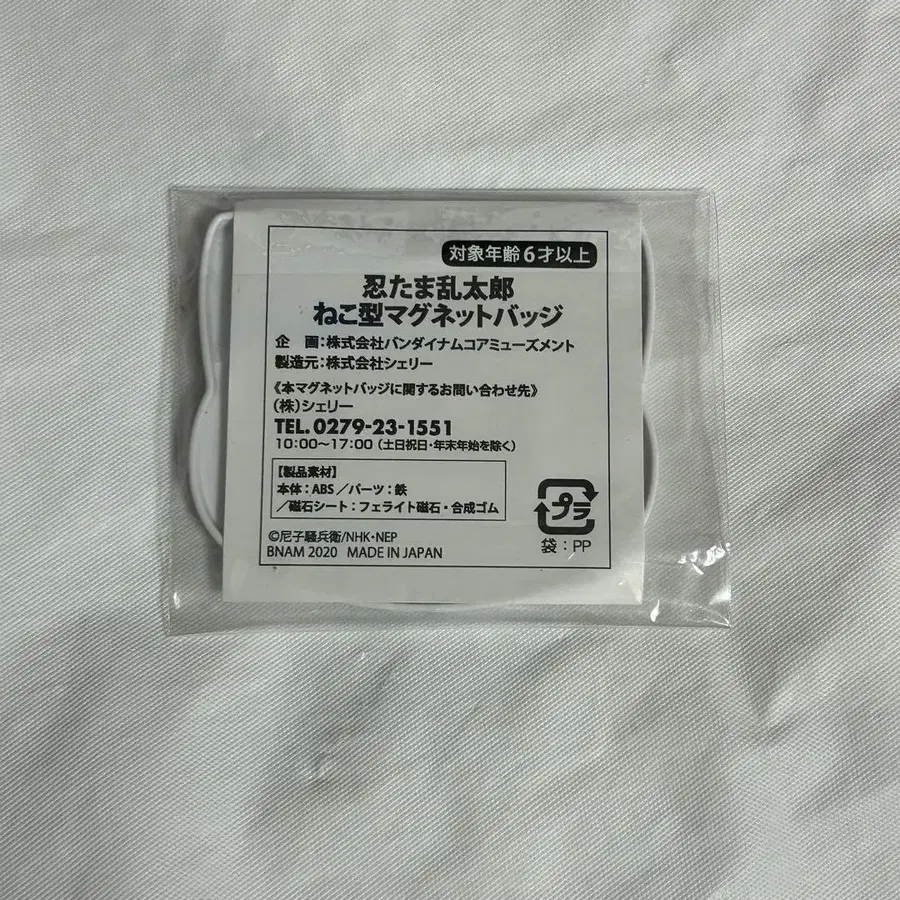 対象年齢6才以上
忍たま乱太郎
ねこ型マグネットバッジ
企　画：株式会社バンダイナムコアミューズメント
製造元：株式会社シェリー
《本マグネットバッジに関するお問い合わせ先》
（株）シェリー
TEL. 0279-23-1551
10：00～17：00（土日祝日・年末年始を除く）
【製品素材】
本体：ABS／パーツ：鉄
／磁石シート：フェライト磁石・合成ゴム
プラ
袋：PP
©尼子騒兵衛/NHK・NEP
BNAM 2020 MADE IN JAPAN